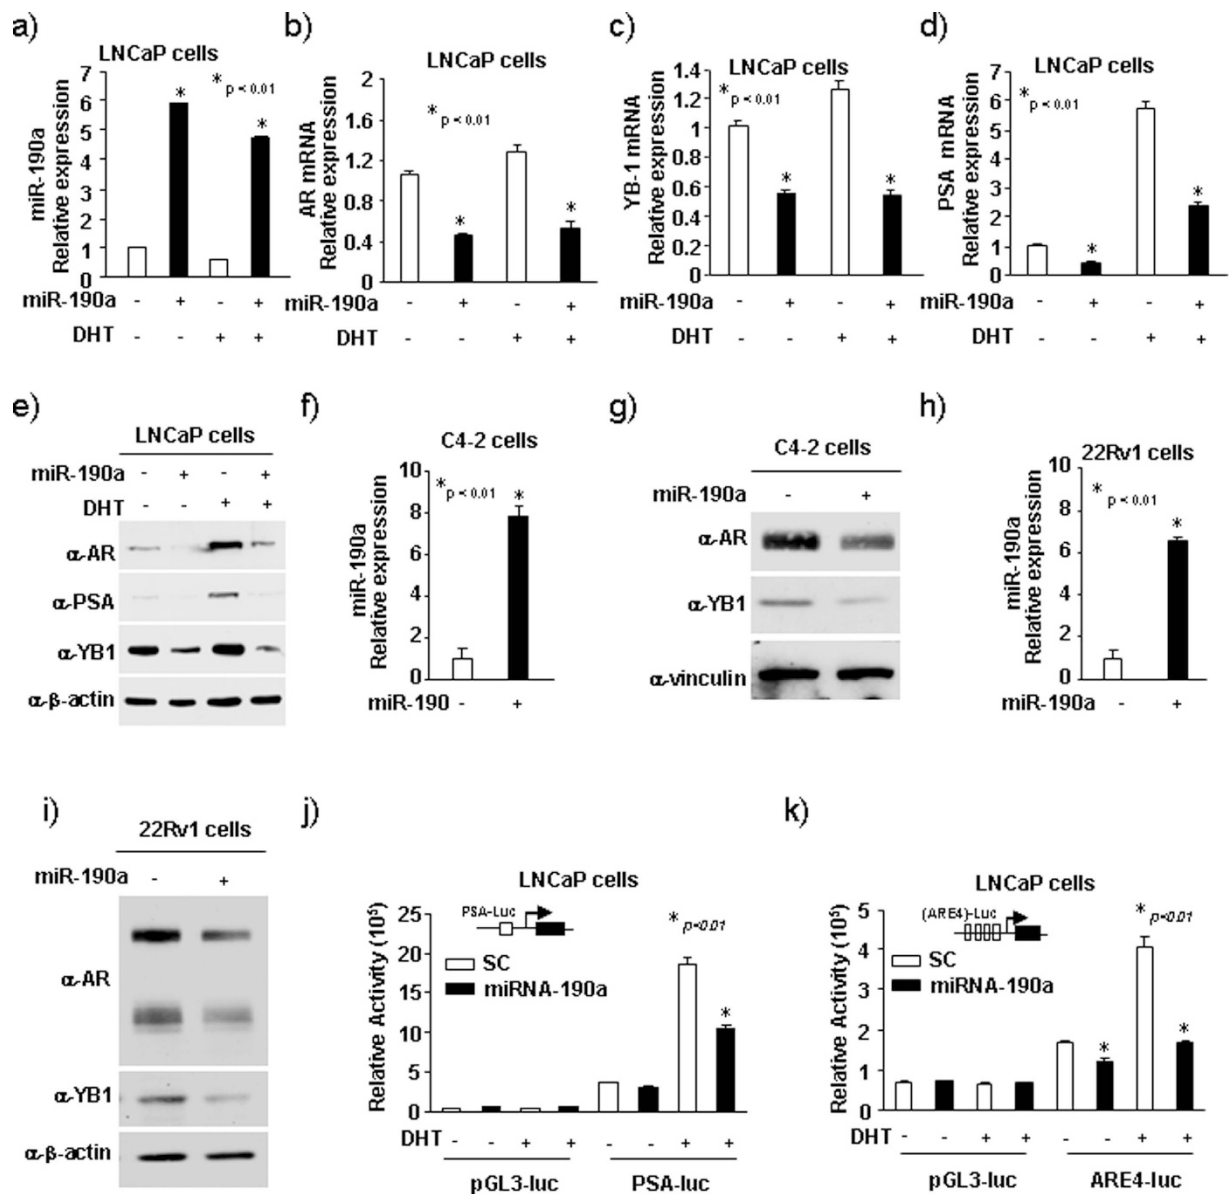 a)
LNCaP cells
miR-190a
Relative expression
7
6
5
4
3
2
1
0
* p < 0.01
*
*
miR-190a - + - +
DHT - - + +
b)
LNCaP cells
AR mRNA
Relative expression
2
1.6
1.2
0.8
0.4
0
* p < 0.01
*
*
miR-190a - + - +
DHT - - + +
c)
LNCaP cells
YB-1 mRNA
Relative expression
1.4
1.2
1
0.8
0.6
0.4
0.2
0
* p < 0.01
*
*
miR-190a - + - +
DHT - - + +
d)
LNCaP cells
PSA mRNA
Relative expression
7
6
5
4
3
2
1
0
* p < 0.01
*
*
miR-190a - + - +
DHT - - + +
e)
LNCaP cells
miR-190a - + - +
DHT - - + +
α-AR
α-PSA
α-YB1
α-β-actin
f)
C4-2 cells
miR-190a
Relative expression
10
8
6
4
2
0
* p < 0.01
*
miR-190 - +
g)
C4-2 cells
miR-190a - +
α-AR
α-YB1
α-vinculin
h)
22Rv1 cells
miR-190a
Relative expression
10
8
6
4
2
0
* p < 0.01
*
miR-190a - +
i)
22Rv1 cells
miR-190a - +
α-AR
α-YB1
α-β-actin
j)
LNCaP cells
Relative Activity (10⁵)
25
20
15
10
5
0
PSA-Luc
* p<0.01
SC
miRNA-190a
*
DHT - - + + - - + +
pGL3-luc PSA-luc
k)
LNCaP cells
Relative Activity (10⁵)
5
4
3
2
1
0
(ARE4)-Luc
* p<0.01
SC
miRNA-190a
*
*
DHT - - + + - - + +
pGL3-luc ARE4-luc